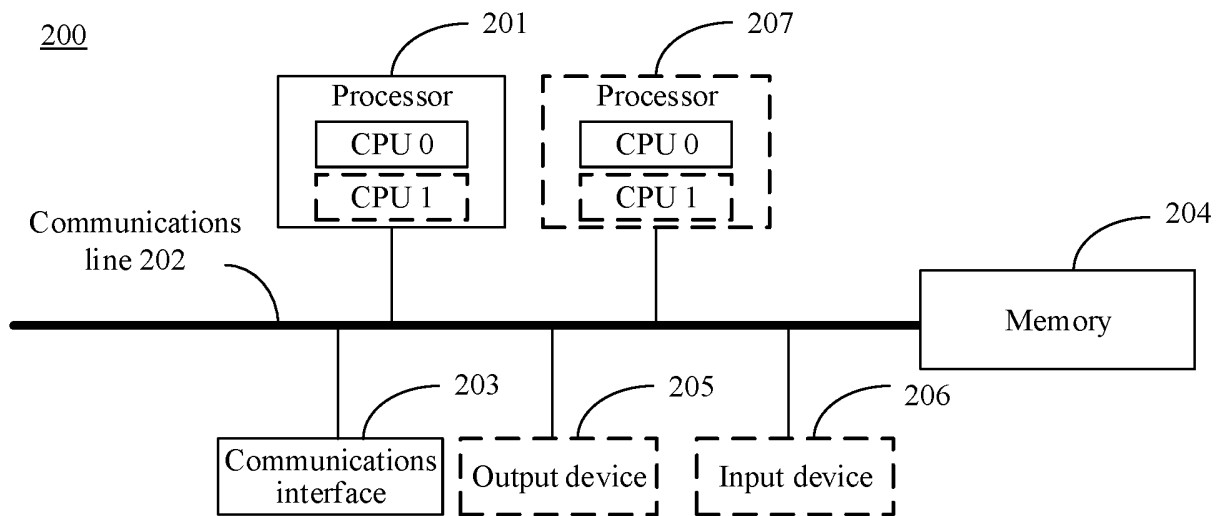 200
201
207
Processor
CPU 0
CPU 1
Processor
CPU 0
CPU 1
Communications
line 202
204
Memory
203
205
206
Communications
interface
Output device
Input device